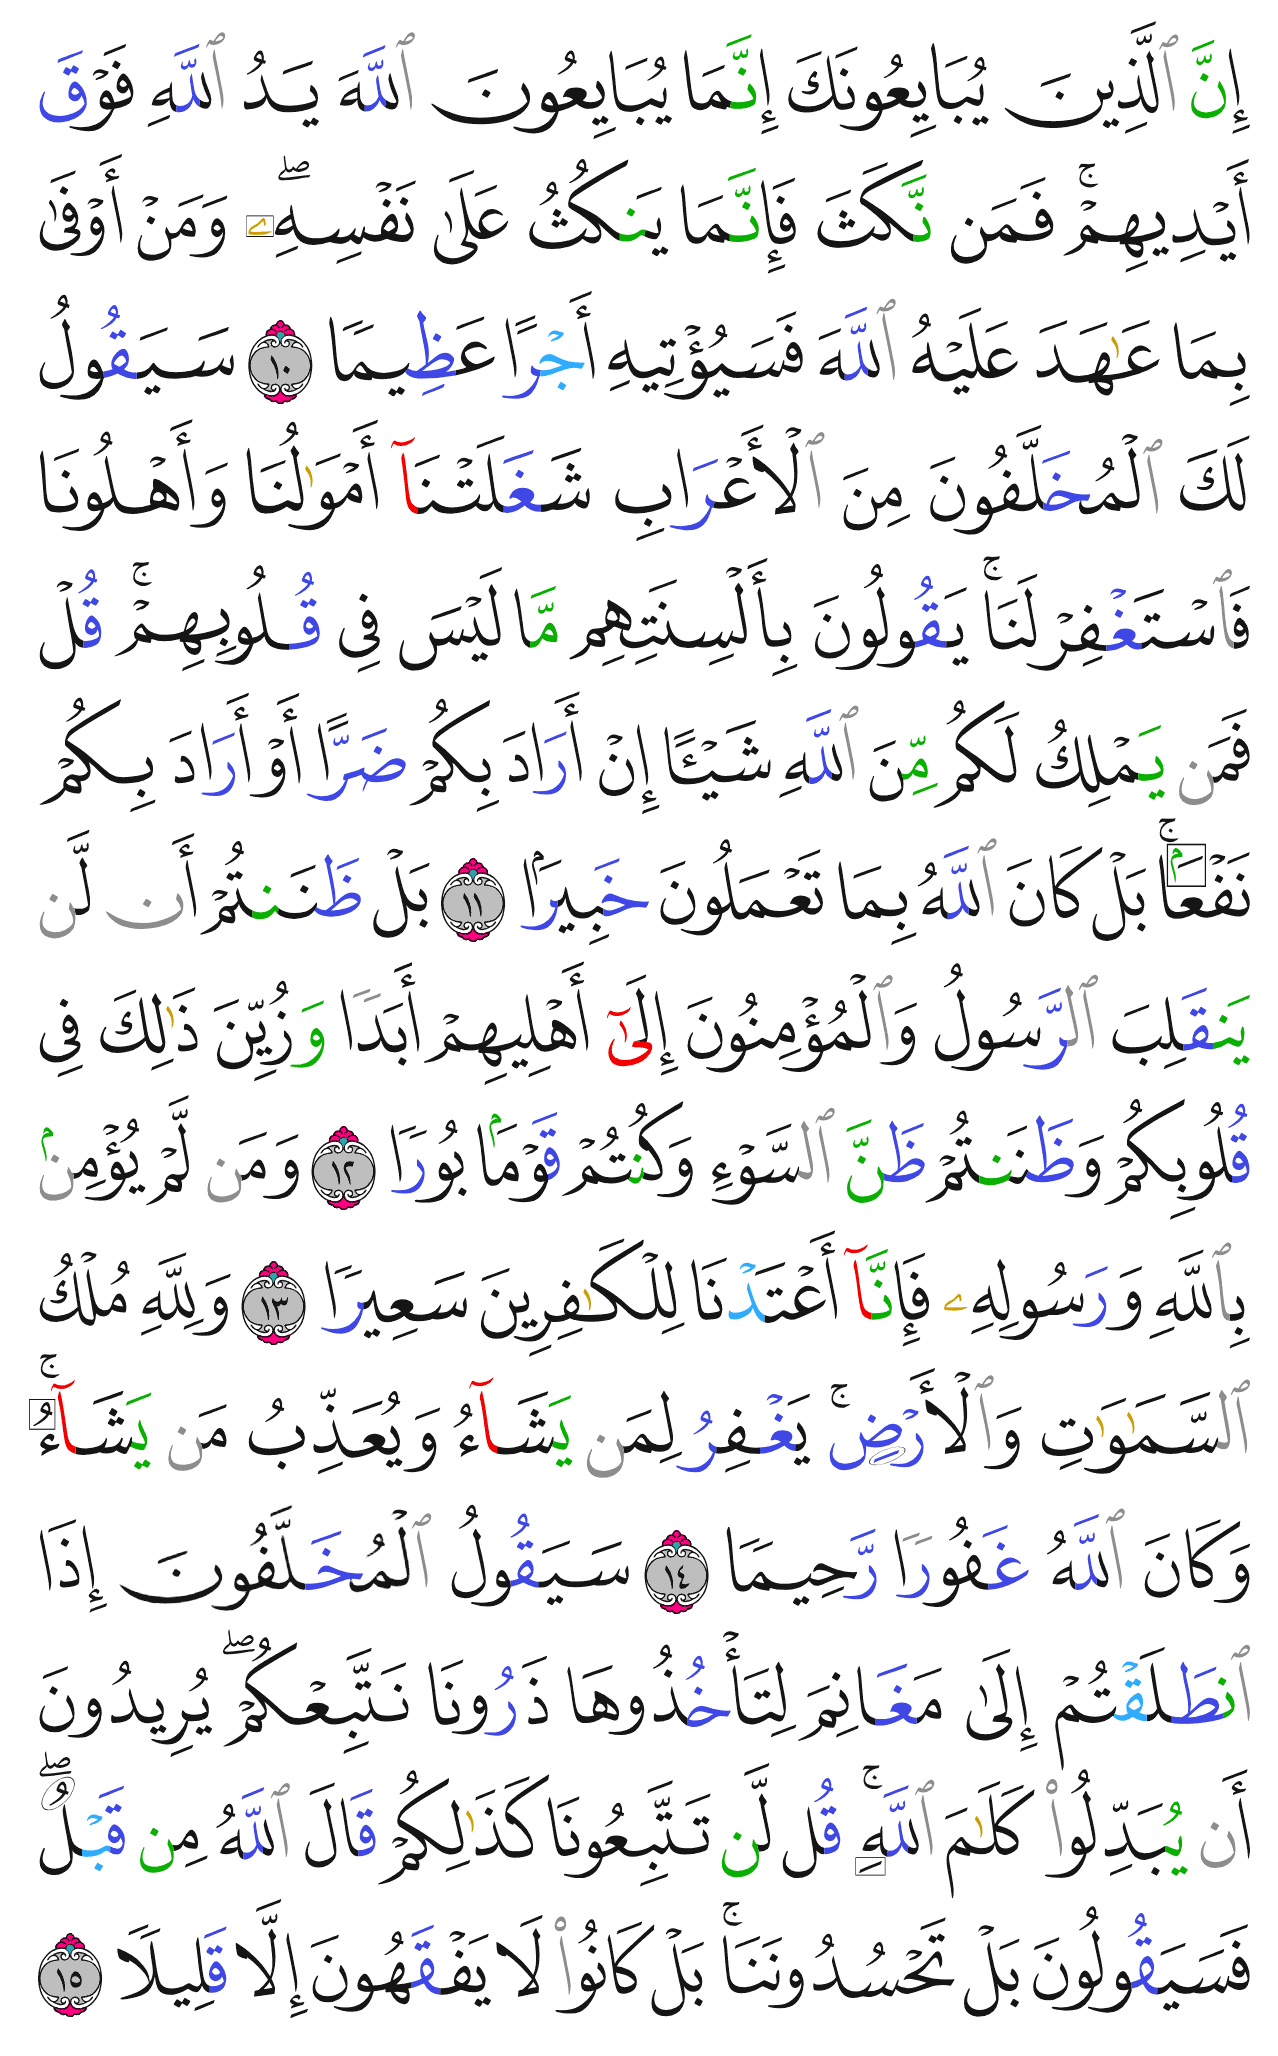 إِنَّ ٱلَّذِينَ يُبَايِعُونَكَ إِنَّمَا يُبَايِعُونَ ٱللَّهَ يَدُ ٱللَّهِ فَوْقَ
أَيْدِيهِمْ ۚ فَمَن نَّكَثَ فَإِنَّمَا يَنكُثُ عَلَىٰ نَفْسِهِۦ ۖ وَمَنْ أَوْفَىٰ
بِمَا عَـٰهَدَ عَلَيْهُ ٱللَّهَ فَسَيُؤْتِيهِ أَجْرًا عَظِيمًا ١٠ سَيَقُولُ
لَكَ ٱلْمُخَلَّفُونَ مِنَ ٱلْأَعْرَابِ شَغَلَتْنَآ أَمْوَٰلُنَا وَأَهْلُونَا
فَٱسْتَغْفِرْ لَنَا ۚ يَقُولُونَ بِأَلْسِنَتِهِم مَّا لَيْسَ فِى قُلُوبِهِمْ ۚ قُلْ
فَمَن يَمْلِكُ لَكُم مِّنَ ٱللَّهِ شَيْـًٔا إِنْ أَرَادَ بِكُمْ ضَرًّا أَوْ أَرَادَ بِكُمْ
نَفْعًۢا ۚ بَلْ كَانَ ٱللَّهُ بِمَا تَعْمَلُونَ خَبِيرًۢا ١١ بَلْ ظَنَنتُمْ أَن لَّن
يَنقَلِبَ ٱلرَّسُولُ وَٱلْمُؤْمِنُونَ إِلَىٰٓ أَهْلِيهِمْ أَبَدًا وَزُيِّنَ ذَٰلِكَ فِى
قُلُوبِكُمْ وَظَنَنتُمْ ظَنَّ ٱلسَّوْءِ وَكُنتُمْ قَوْمًۢا بُورًا ١٢ وَمَن لَّمْ يُؤْمِنۢ
بِٱللَّهِ وَرَسُولِهِۦ فَإِنَّآ أَعْتَدْنَا لِلْكَـٰفِرِينَ سَعِيرًا ١٣ وَلِلَّهِ مُلْكُ
ٱلسَّمَـٰوَٰتِ وَٱلْأَرْضِ ۚ يَغْفِرُ لِمَن يَشَآءُ وَيُعَذِّبُ مَن يَشَآءُ ۚ
وَكَانَ ٱللَّهُ غَفُورًا رَّحِيمًا ١٤ سَيَقُولُ ٱلْمُخَلَّفُونَ إِذَا
ٱنطَلَقْتُمْ إِلَىٰ مَغَانِمَ لِتَأْخُذُوهَا ذَرُونَا نَتَّبِعْكُمْ ۖ يُرِيدُونَ
أَن يُبَدِّلُوا۟ كَلَـٰمَ ٱللَّهِ ۚ قُل لَّن تَتَّبِعُونَا كَذَٰلِكُمْ قَالَ ٱللَّهُ مِن قَبْلُ ۖ
فَسَيَقُولُونَ بَلْ تَحْسُدُونَنَا ۚ بَلْ كَانُوا۟ لَا يَفْقَهُونَ إِلَّا قَلِيلًا ١٥